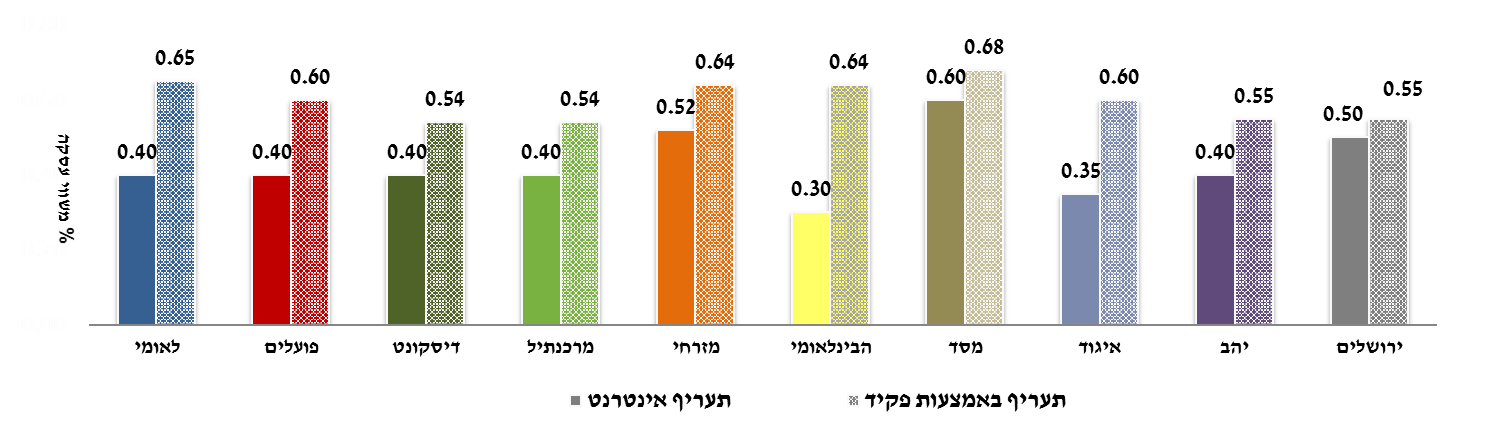 0.65
0.60
0.54
0.54
0.64
0.64
0.68
0.60
0.55
0.55
0.40
0.40
0.40
0.40
0.52
0.30
0.60
0.35
0.40
0.50
% משווי עסקה
לאומי
פועלים
דיסקונט
מרכנתיל
מזרחי
הבינלאומי
מסד
איגוד
יהב
ירושלים
תעריף אינטרנט
תעריף באמצעות פקיד